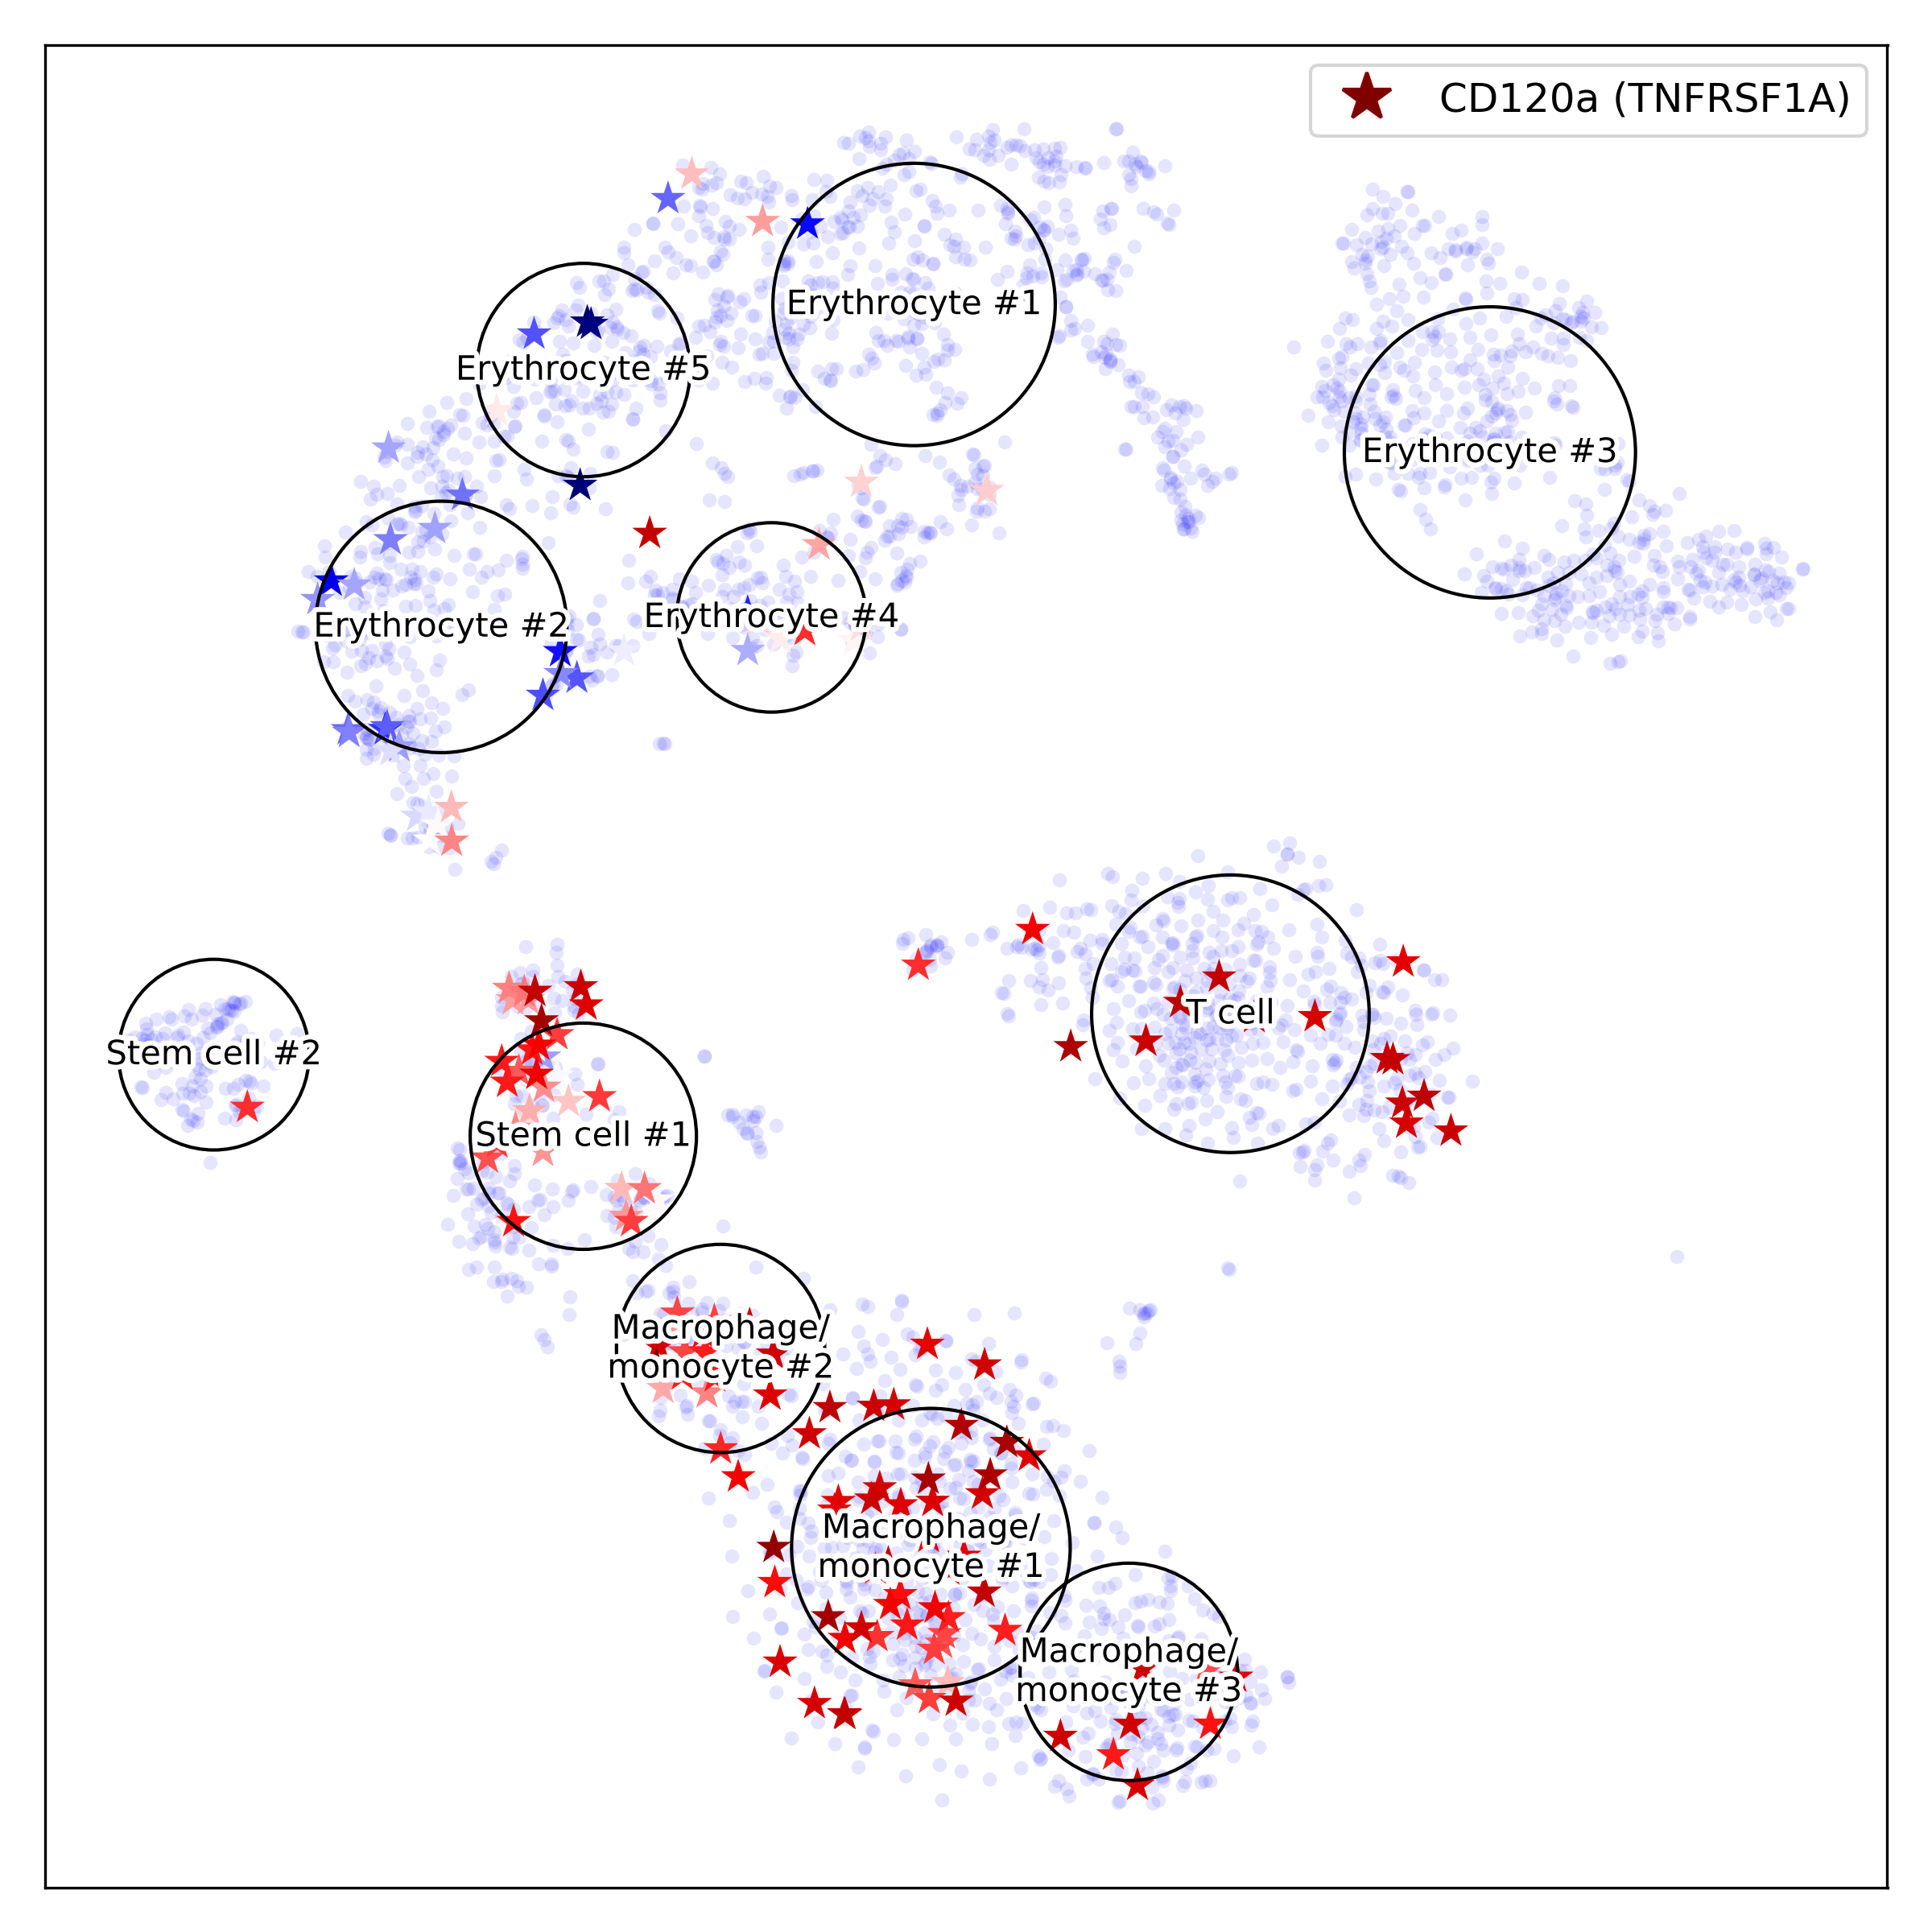 CD120a (TNFRSF1A)
Erythrocyte #1
Erythrocyte #5
Erythrocyte #3
Erythrocyte #4
Erythrocyte #2
T cell
Stem cell #2
Stem cell #1
Macrophage/
monocyte #2
Macrophage/
monocyte #1
Macrophage/
monocyte #3